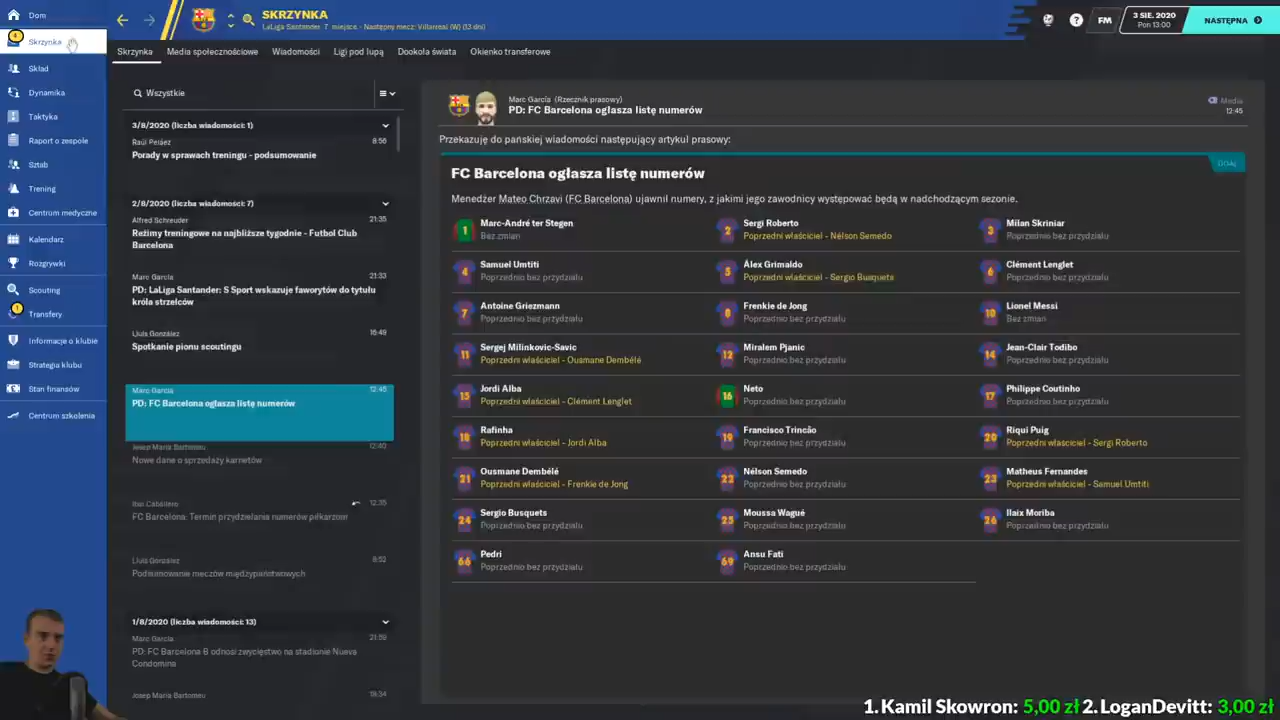 Dom
Skrzynka
Skład
Dynamika
Taktyka
Raport o zespole
Sztab
Trening
Centrum medyczne
Kalendarz
Rozgrywki
Scouting
Transfery
Informacje o klubie
Strategia klubu
Stan finansów
Centrum szkolenia
SKRZYNKA
LaLiga Santander: 7. miejsce - Następny mecz: Villarreal (W) (13 dni)
FM
3 SIE. 2020
Pon 13:00
NASTĘPNA
Skrzynka Media społecznościowe Wiadomości Ligi pod lupą Dookoła świata Okienko transferowe
Wszystkie
3/8/2020 (liczba wiadomości: 1)
Raúl Peláez 8:56
Porady w sprawach treningu - podsumowanie
2/8/2020 (liczba wiadomości: 7)
Alfred Schreuder 21:35
Reżimy treningowe na najbliższe tygodnie - Futbol Club
Barcelona
Marc García 21:33
PD: LaLiga Santander: S Sport wskazuje faworytów do tytułu
króla strzelców
Lluís González 16:49
Spotkanie pionu scoutingu
Marc García 12:45
PD: FC Barcelona ogłasza listę numerów
Josep Maria Bartomeu 12:40
Nowe dane o sprzedaży karnetów
Ibai Caballero 12:35
FC Barcelona: Termin przydzielania numerów piłkarzom
Lluís González 8:52
Podsumowanie meczów międzypaństwowych
1/8/2020 (liczba wiadomości: 13)
Marc García 21:59
PD: FC Barcelona B odnosi zwycięstwo na stadionie Nueva
Condomina
Josep Maria Bartomeu 18:34
Marc García (Rzecznik prasowy)
PD: FC Barcelona ogłasza listę numerów
Media
12:45
Przekazuję do pańskiej wiadomości następujący artykuł prasowy:
FC Barcelona ogłasza listę numerów
Menedżer Mateo Chrzavi (FC Barcelona) ujawnił numery, z jakimi jego zawodnicy występować będą w nadchodzącym sezonie.
1 Marc-André ter Stegen
Bez zmian
2 Sergi Roberto
Poprzedni właściciel - Nélson Semedo
3 Milan Skriniar
Poprzednio bez przydziału
4 Samuel Umtiti
Poprzednio bez przydziału
5 Álex Grimaldo
Poprzedni właściciel - Sergio Busquets
6 Clément Lenglet
Poprzednio bez przydziału
7 Antoine Griezmann
Poprzednio bez przydziału
8 Frenkie de Jong
Poprzednio bez przydziału
10 Lionel Messi
Bez zmian
11 Sergej Milinkovic-Savic
Poprzedni właściciel - Ousmane Dembélé
12 Miralem Pjanic
Poprzednio bez przydziału
14 Jean-Clair Todibo
Poprzednio bez przydziału
15 Jordi Alba
Poprzedni właściciel - Clément Lenglet
16 Neto
Poprzednio bez przydziału
17 Philippe Coutinho
Poprzednio bez przydziału
18 Rafinha
Poprzedni właściciel - Jordi Alba
19 Francisco Trincão
Poprzednio bez przydziału
20 Riqui Puig
Poprzedni właściciel - Sergi Roberto
21 Ousmane Dembélé
Poprzedni właściciel - Frenkie de Jong
22 Nélson Semedo
Poprzednio bez przydziału
23 Matheus Fernandes
Poprzedni właściciel - Samuel Umtiti
24 Sergio Busquets
Poprzednio bez przydziału
25 Moussa Wagué
Poprzednio bez przydziału
26 Ilaix Moriba
Poprzednio bez przydziału
66 Pedri
Poprzednio bez przydziału
69 Ansu Fati
Poprzednio bez przydziału
1. Kamil Skowron: 5,00 zł 2. LoganDevitt: 3,00 zł